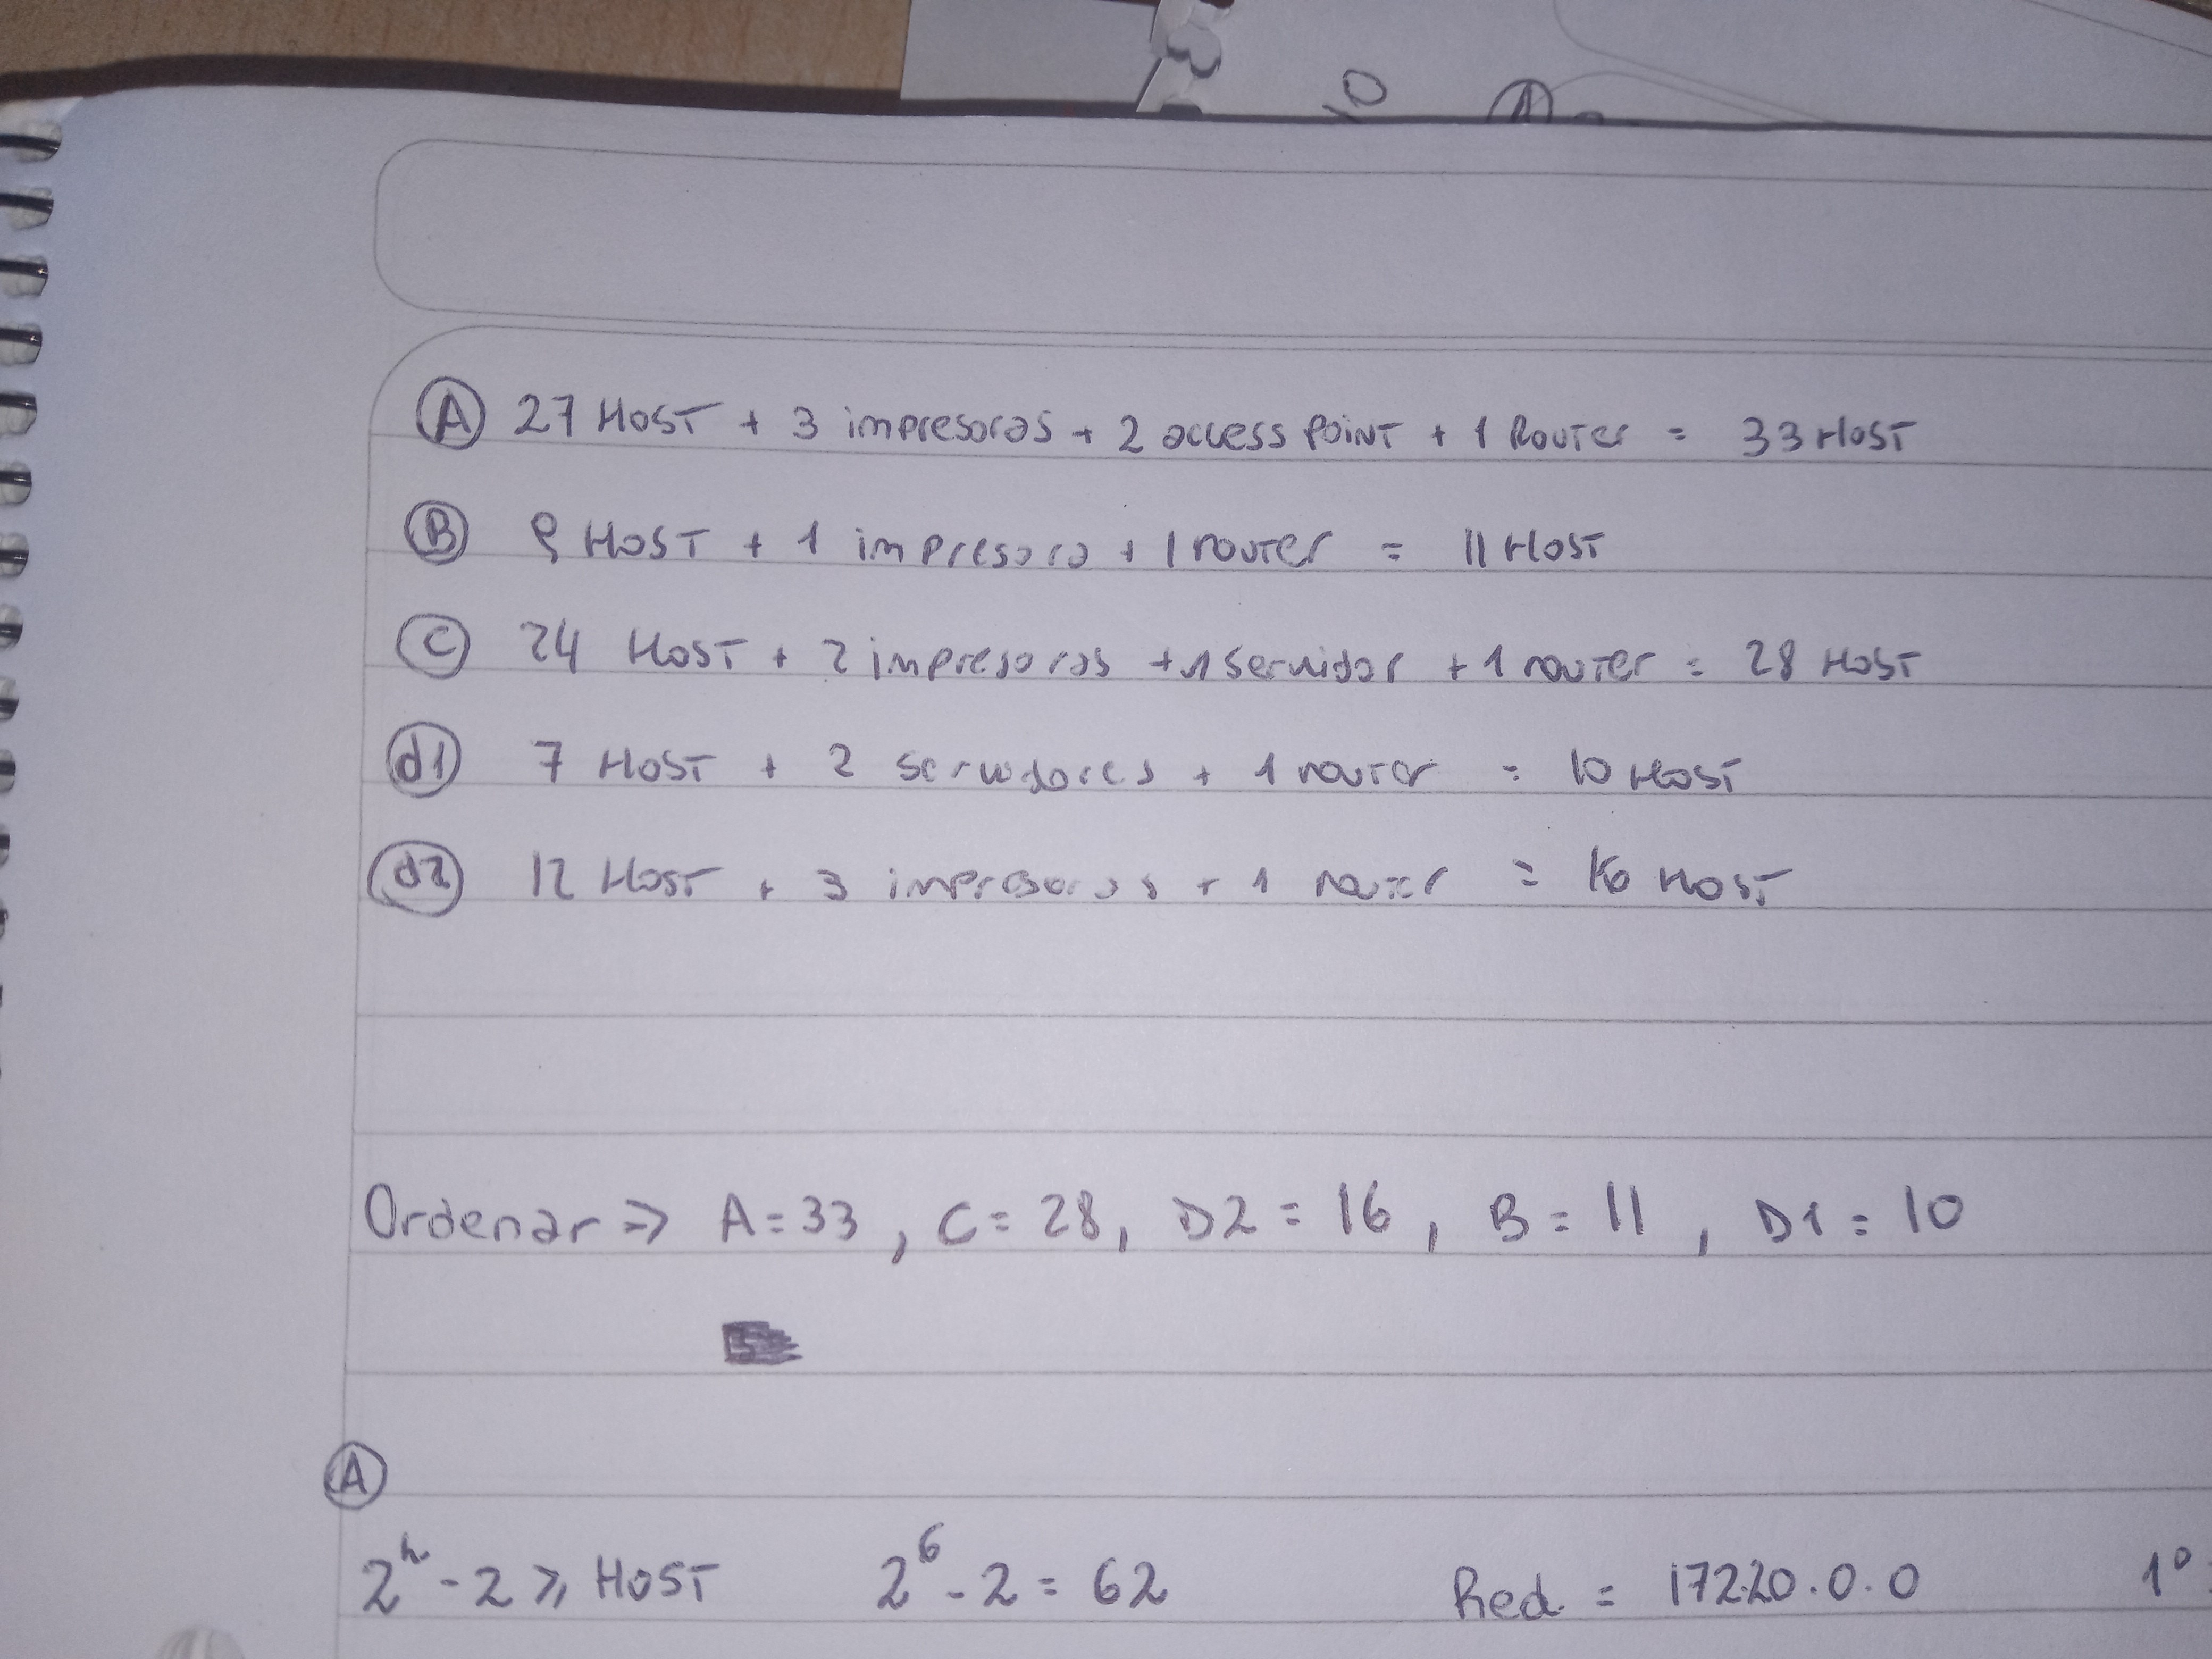 10 A
A 27 HOST + 3 impresoras + 2 access POINT + 1 Router = 33 HOST
B 9 HOST + 1 impresora + 1 router = 11 HOST
C 24 HOST + 2 impresoras + 1 servidor + 1 router = 28 HOST
d1 7 HOST + 2 servidores + 1 router = 10 HOST
d2 12 HOST + 3 impresoras + 1 router = 16 HOST
Ordenar => A = 33, C = 28, D2 = 16, B = 11, D1 = 10
A
2^n - 2 ≥ HOST 2^6 - 2 = 62 Red = 172.20.0.0 1º